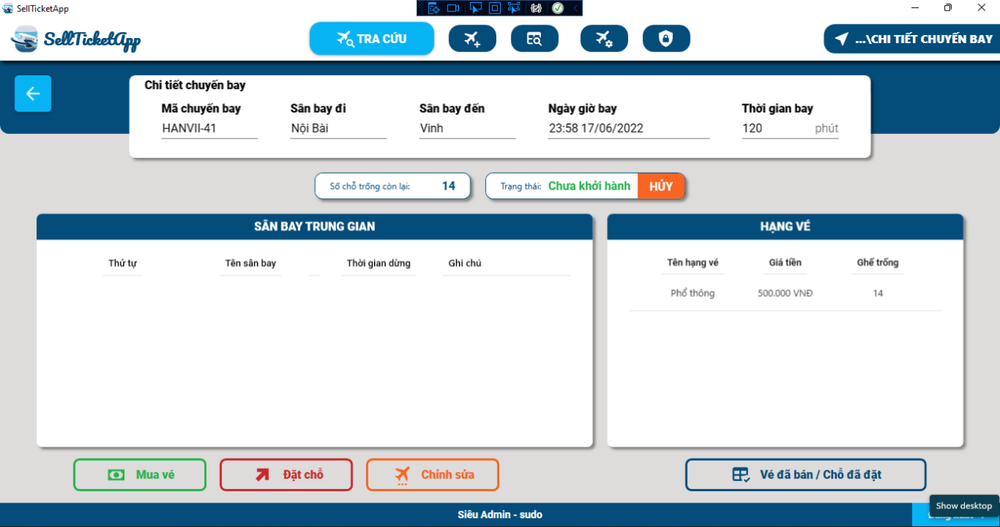 SellTicketApp
SellTicketApp
TRA CỨU
...\CHI TIẾT CHUYẾN BAY
Chi tiết chuyến bay
Mã chuyến bay Sân bay đi Sân bay đến Ngày giờ bay Thời gian bay
HANVII-41 Nội Bài Vinh 23:58 17/06/2022 120 phút
Số chỗ trống còn lại: 14 Trạng thái: Chưa khởi hành HỦY
SÂN BAY TRUNG GIAN
Thứ tự Tên sân bay Thời gian dừng Ghi chú
HẠNG VÉ
Tên hạng vé Giá tiền Ghế trống
Phổ thông 500.000 VNĐ 14
Mua vé Đặt chỗ Chỉnh sửa Vé đã bán / Chỗ đã đặt
Show desktop
Siêu Admin - sudo